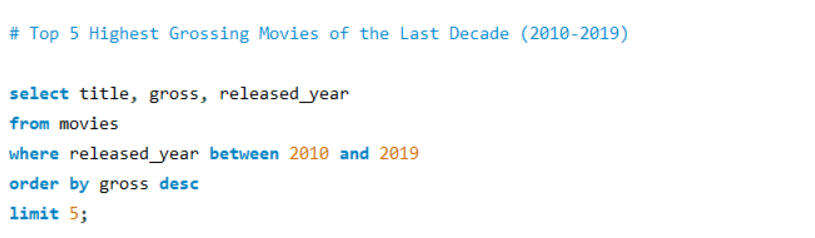 # Top 5 Highest Grossing Movies of the Last Decade (2010-2019)
select title, gross, released_year
from movies
where released_year between 2010 and 2019
order by gross desc
limit 5;